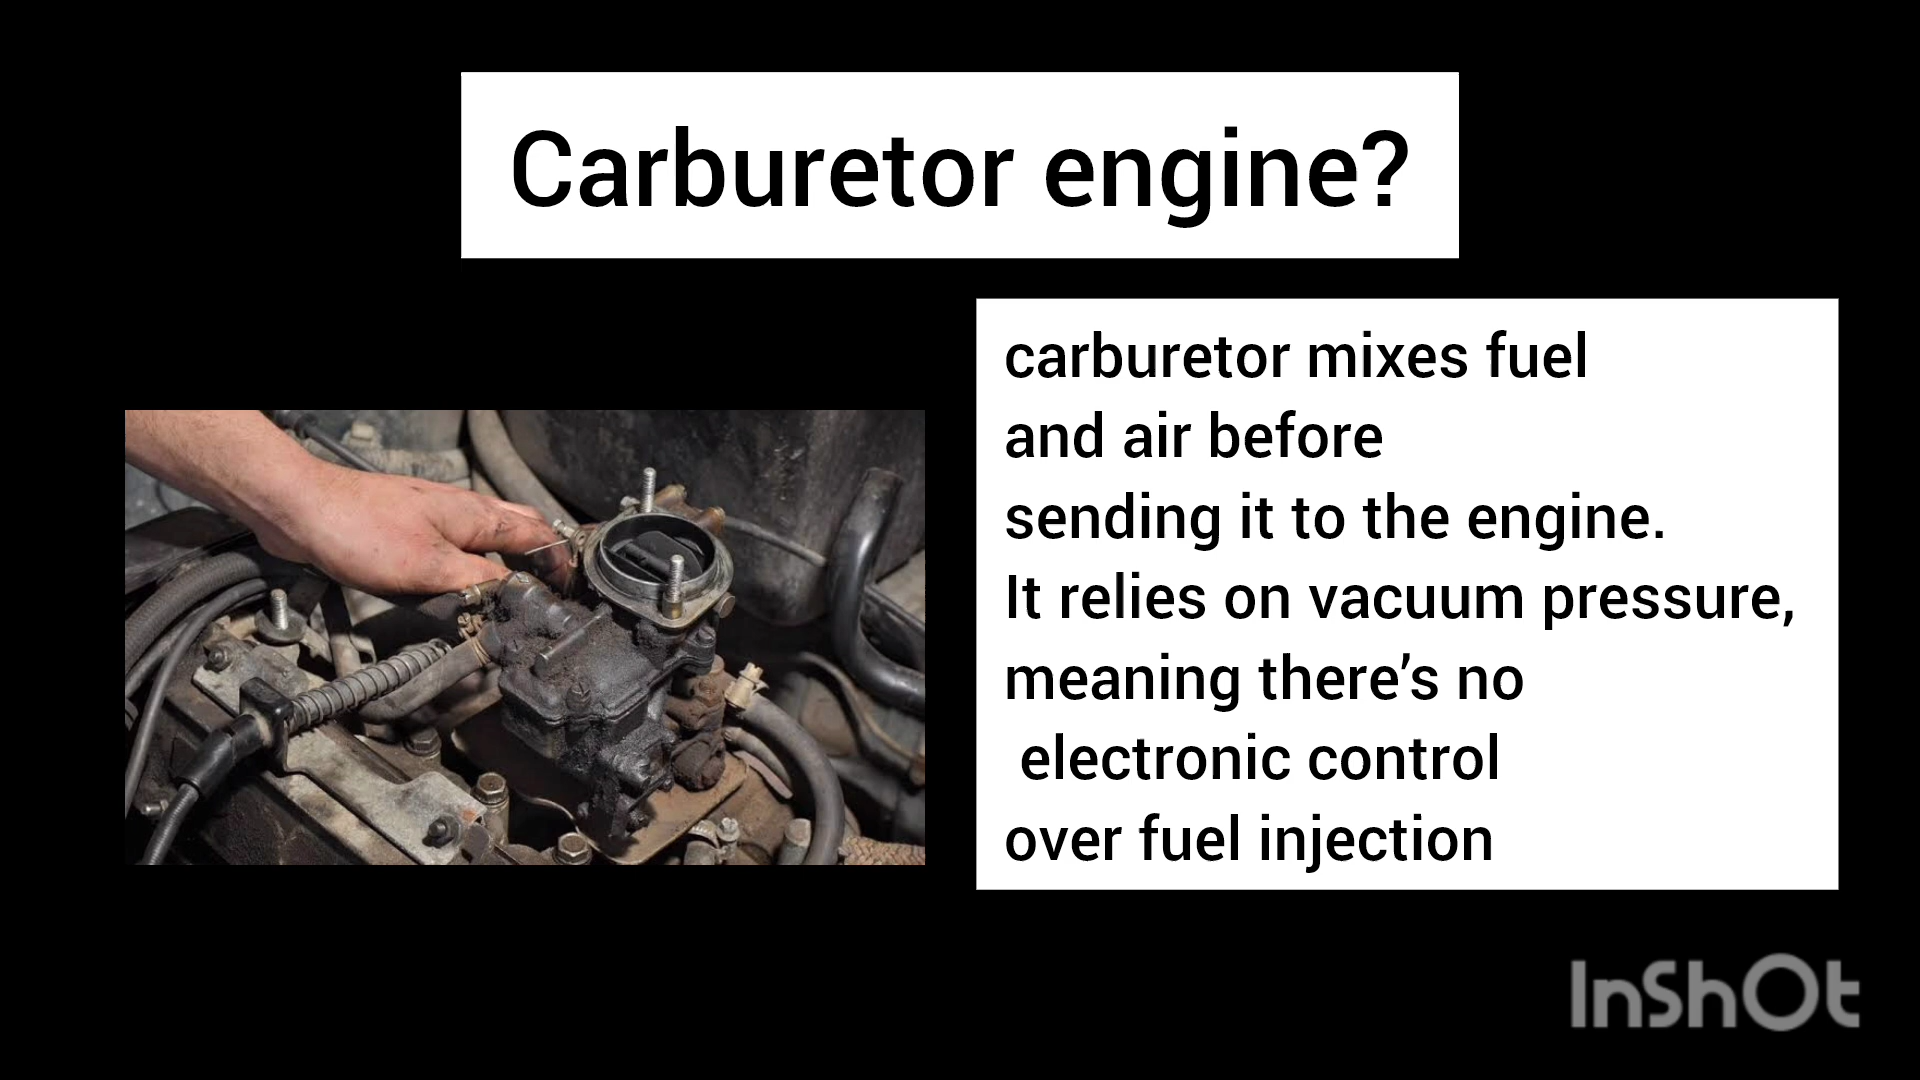 Carburetor engine?
carburetor mixes fuel
and air before
sending it to the engine.
It relies on vacuum pressure,
meaning there’s no
electronic control
over fuel injection
InShOt